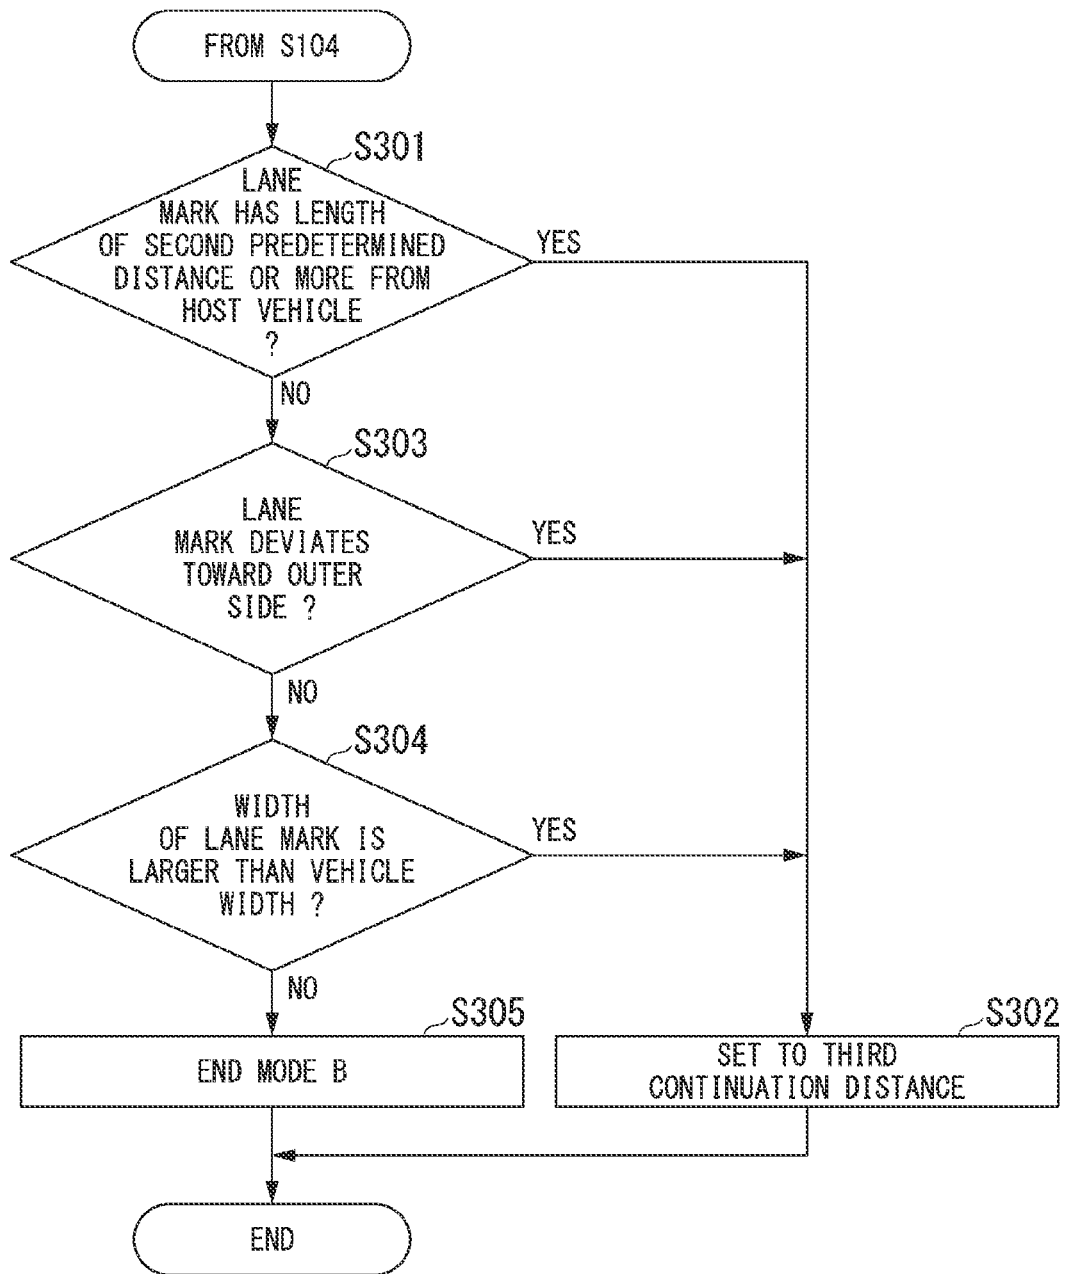 FROM S104
S301
LANE
MARK HAS LENGTH
OF SECOND PREDETERMINED
DISTANCE OR MORE FROM
HOST VEHICLE
?
YES
NO
S303
LANE
MARK DEVIATES
TOWARD OUTER
SIDE ?
YES
NO
S304
WIDTH
OF LANE MARK IS
LARGER THAN VEHICLE
WIDTH ?
YES
NO
S305
END MODE B
S302
SET TO THIRD
CONTINUATION DISTANCE
END